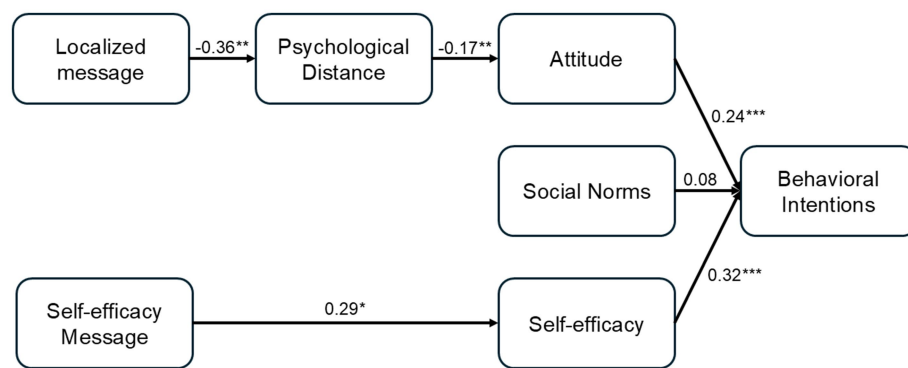 Localized
message
-0.36**
Psychological
Distance
-0.17**
Attitude
0.24***
Social Norms
0.08
Behavioral
Intentions
Self-efficacy
Message
0.29*
Self-efficacy
0.32***